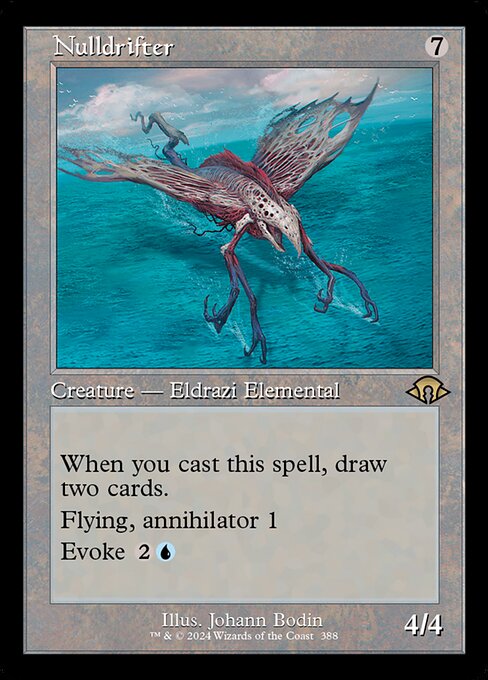 Nulldrifter 7
Creature — Eldrazi Elemental
When you cast this spell, draw
two cards.
Flying, annihilator 1
Evoke 2
Illus. Johann Bodin
™ & © 2024 Wizards of the Coast 388
4/4